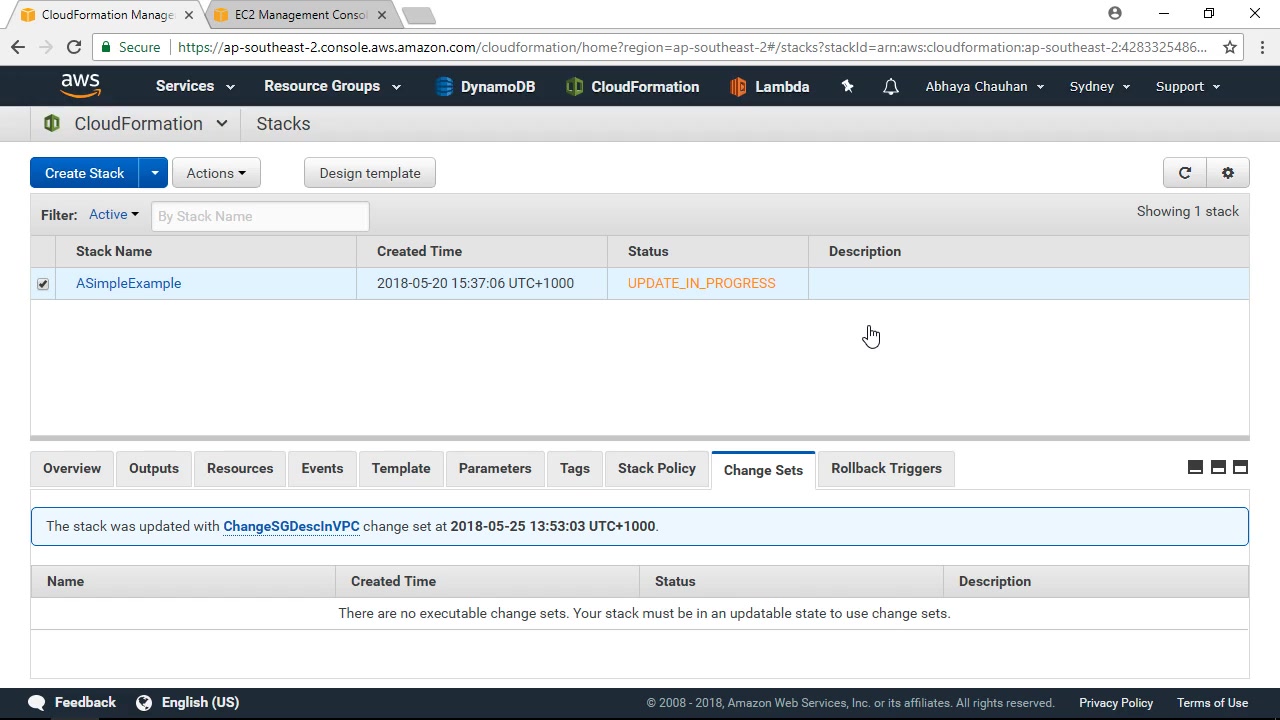 CloudFormation Manage
EC2 Management Consol
Secure
https://ap-southeast-2.console.aws.amazon.com/cloudformation/home?region=ap-southeast-2#/stacks?stackId=arn:aws:cloudformation:ap-southeast-2:4283325486...
aws
Services
Resource Groups
DynamoDB
CloudFormation
Lambda
Abhaya Chauhan
Sydney
Support
CloudFormation
Stacks
Create Stack
Actions
Design template
Filter: Active
By Stack Name
Showing 1 stack
Stack Name
Created Time
Status
Description
ASimpleExample
2018-05-20 15:37:06 UTC+1000
UPDATE_IN_PROGRESS
Overview
Outputs
Resources
Events
Template
Parameters
Tags
Stack Policy
Change Sets
Rollback Triggers
The stack was updated with ChangeSGDescInVPC change set at 2018-05-25 13:53:03 UTC+1000.
Name
Created Time
Status
Description
There are no executable change sets. Your stack must be in an updatable state to use change sets.
Feedback
English (US)
© 2008 - 2018, Amazon Web Services, Inc. or its affiliates. All rights reserved.
Privacy Policy
Terms of Use